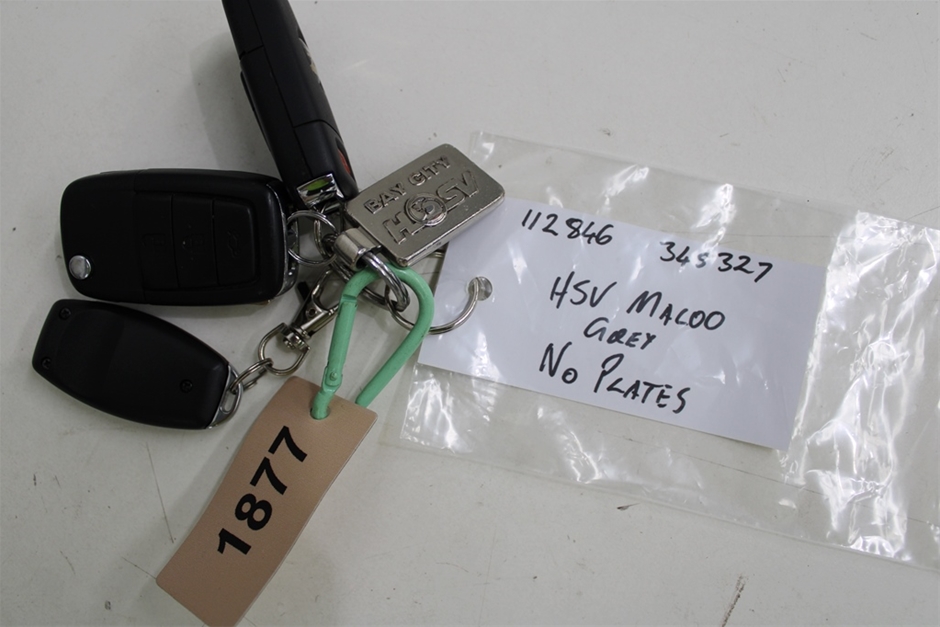 BAY CITY
HSV
112846 345327
HSV MALOO
GREY
NO PLATES
1877